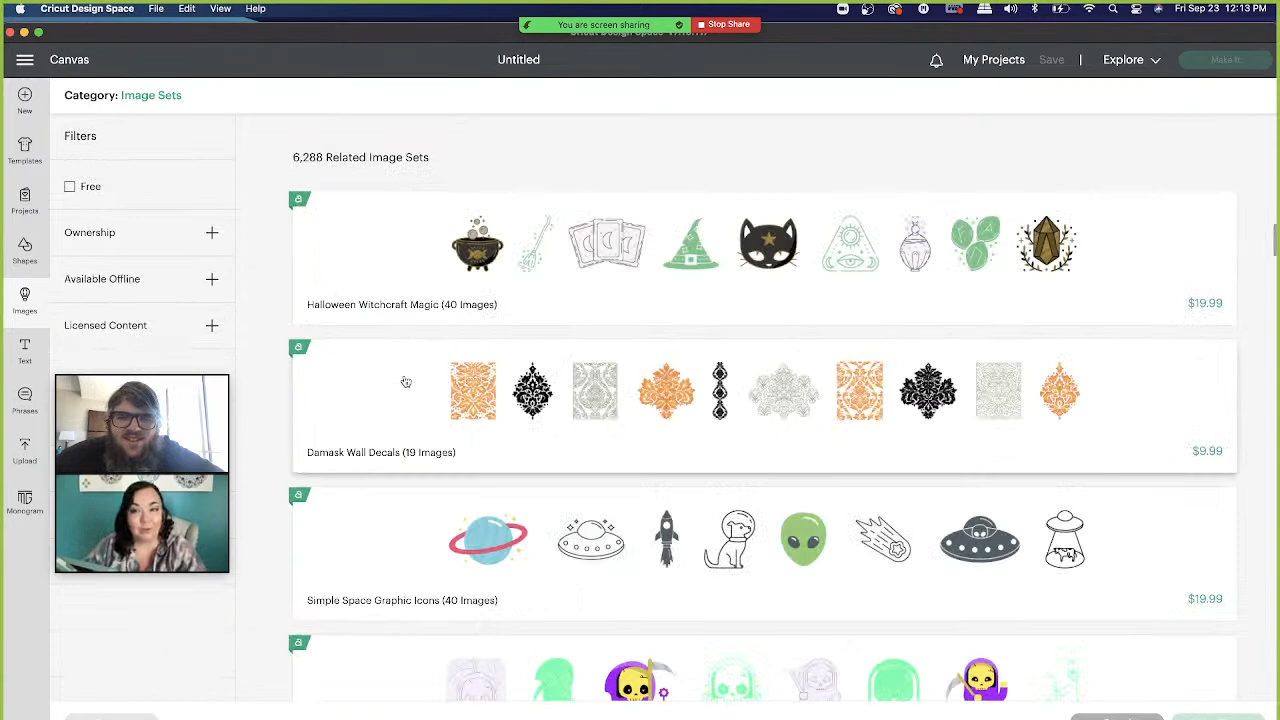 Cricut Design Space File Edit View Help
Fri Sep 23 12:13 PM
You are screen sharing Stop Share
Canvas Untitled My Projects Save | Explore Make It
New
Templates
Projects
Shapes
Images
Text
Phrases
Upload
Monogram
Category: Image Sets
Filters
Free
Ownership
Available Offline
Licensed Content
6,288 Related Image Sets
a
Halloween Witchcraft Magic (40 Images) $19.99
a
Damask Wall Decals (19 Images) $9.99
a
Simple Space Graphic Icons (40 Images) $19.99
a